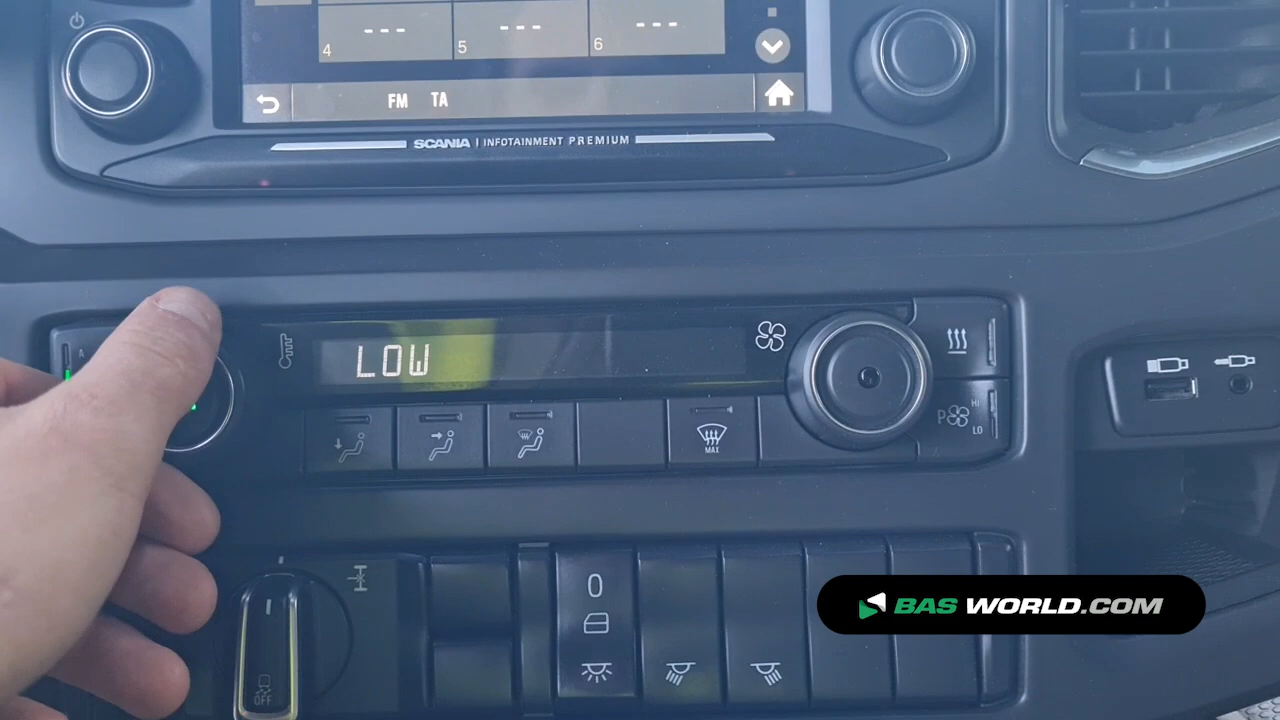 --- --- ---
4 5 6
FM TA
SCANIA | INFOTAINMENT PREMIUM
A
LOW
HI
P
LO
MAX
0
OFF
BAS WORLD.COM